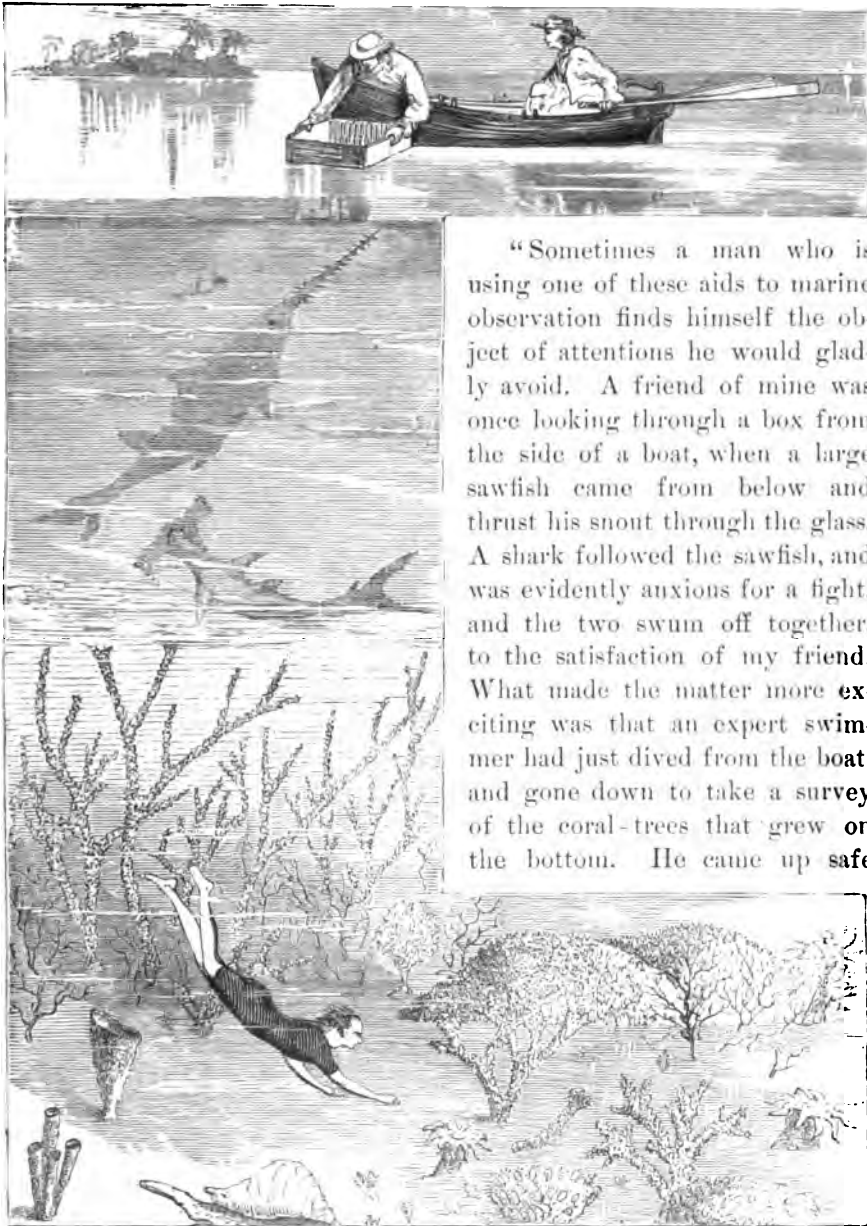 “Sometimes a man who is
using one of these aids to marine
observation finds himself the ob-
ject of attentions he would glad-
ly avoid. A friend of mine was
once looking through a box from
the side of a boat, when a large
sawfish came from below and
thrust his snout through the glass.
A shark followed the sawfish, and
was evidently anxious for a fight,
and the two swum off together,
to the satisfaction of my friend.
What made the matter more ex-
citing was that an expert swim-
mer had just dived from the boat,
and gone down to take a survey
of the coral-trees that grew on
the bottom. He came up safe